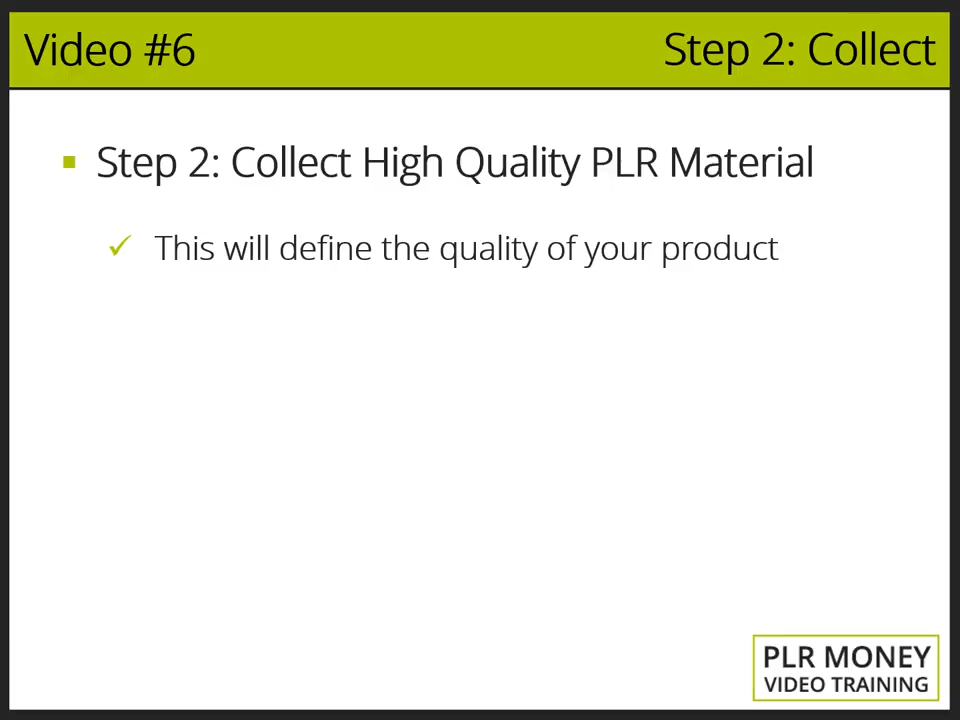 Video #6
Step 2: Collect
Step 2: Collect High Quality PLR Material
This will define the quality of your product
PLR MONEY
VIDEO TRAINING